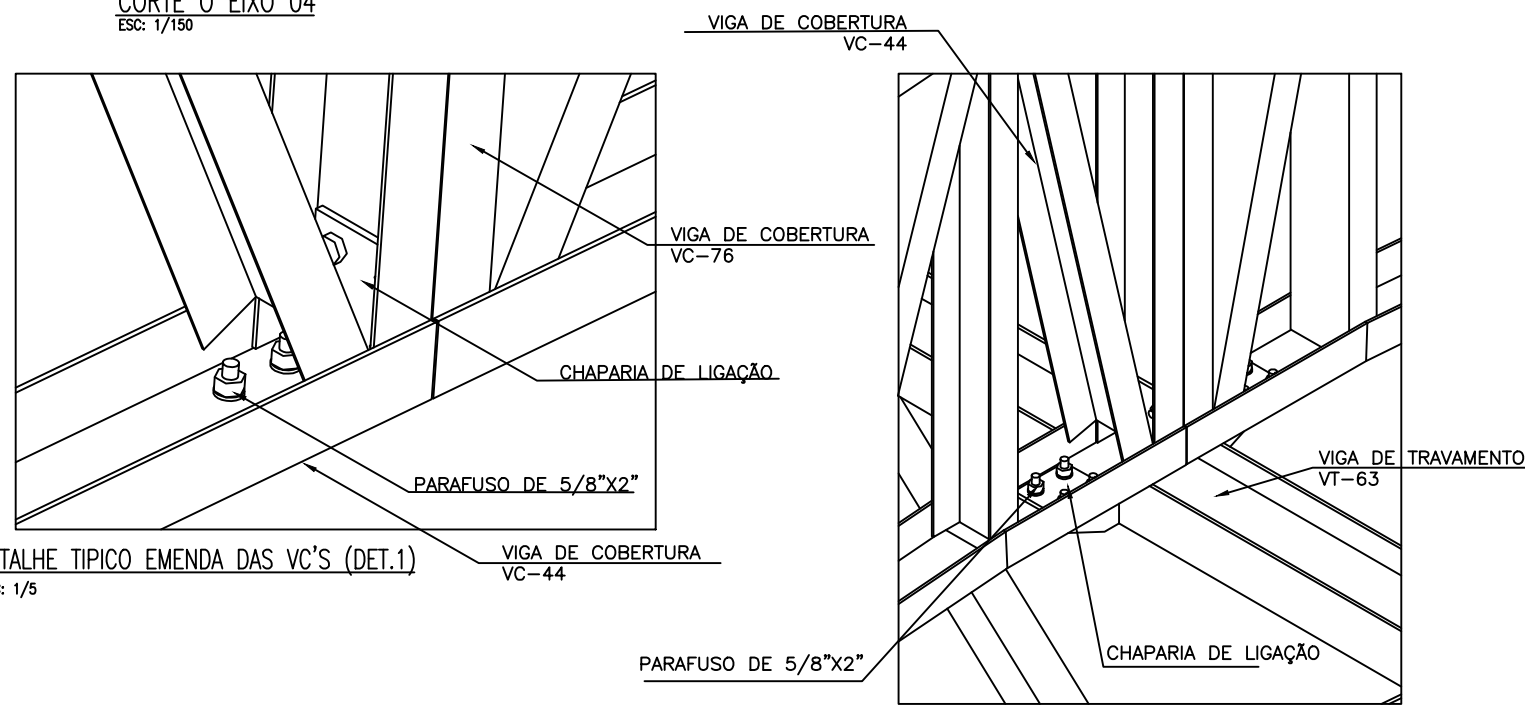 CORTE O EIXO 04
ESC: 1/150
VIGA DE COBERTURA
VC-44
VIGA DE COBERTURA
VC-76
CHAPARIA DE LIGAÇÃO
PARAFUSO DE 5/8"X2"
VIGA DE COBERTURA
VC-44
TALHE TIPICO EMENDA DAS VC'S (DET.1)
: 1/5
VIGA DE TRAVAMENTO
VT-63
CHAPARIA DE LIGAÇÃO
PARAFUSO DE 5/8"X2"